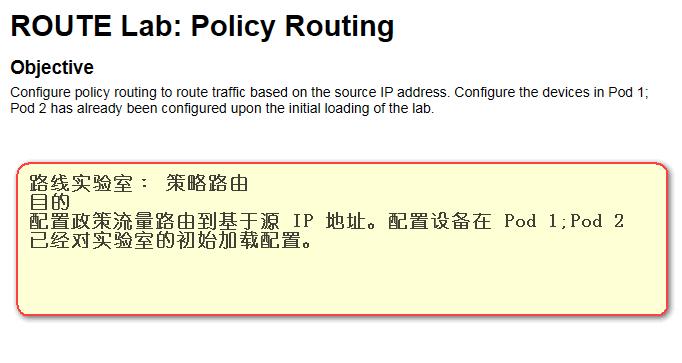 ROUTE Lab: Policy Routing
Objective
Configure policy routing to route traffic based on the source IP address. Configure the devices in Pod 1;
Pod 2 has already been configured upon the initial loading of the lab.
路线实验室： 策略路由
目的
配置政策流量路由到基于源 IP 地址。配置设备在 Pod 1;Pod 2
已经对实验室的初始加载配置。